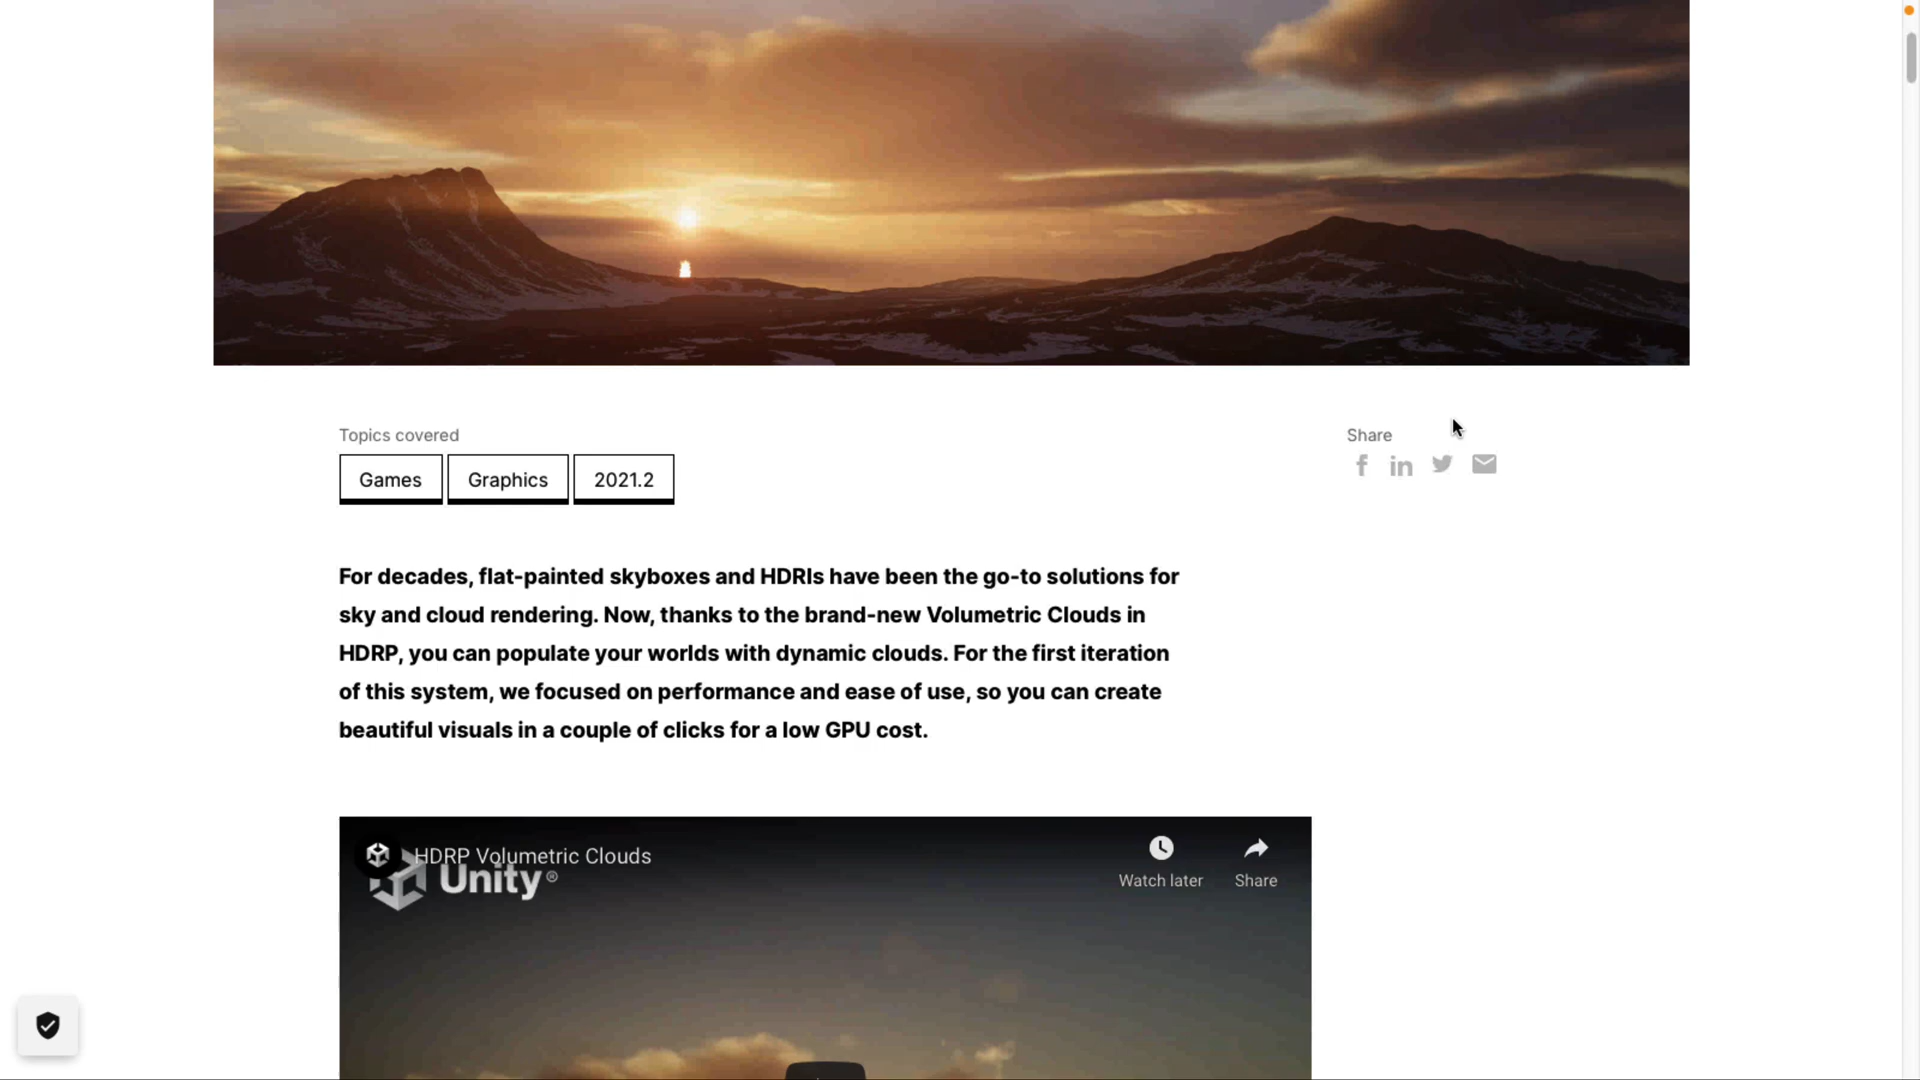 Topics covered
Share
Games
Graphics
2021.2
For decades, flat-painted skyboxes and HDRIs have been the go-to solutions for
sky and cloud rendering. Now, thanks to the brand-new Volumetric Clouds in
HDRP, you can populate your worlds with dynamic clouds. For the first iteration
of this system, we focused on performance and ease of use, so you can create
beautiful visuals in a couple of clicks for a low GPU cost.
HDRP Volumetric Clouds
Unity®
Watch later
Share